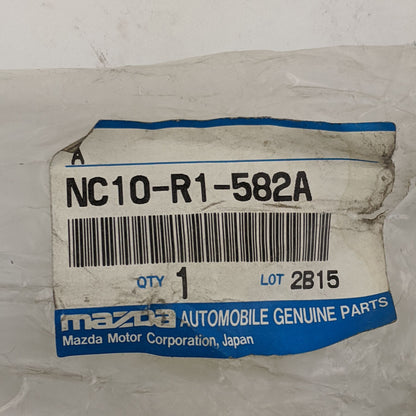 A
NC10-R1-582A
QTY 1 LOT 2B15
mazda AUTOMOBILE GENUINE PARTS
Mazda Motor Corporation, Japan